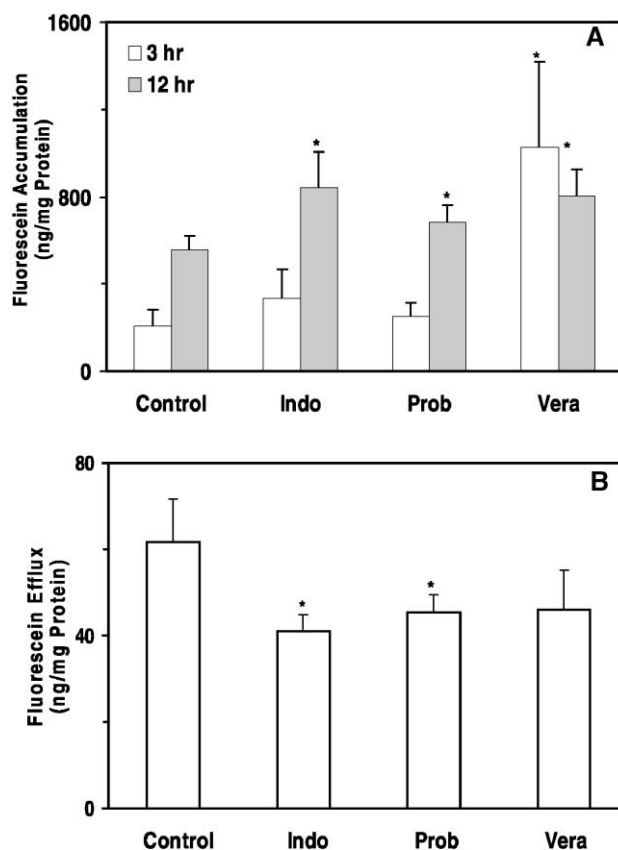 1600
A
3 hr
12 hr
*
*
*
*
800
0
Fluorescein Accumulation
(ng/mg Protein)
Control Indo Prob Vera
80
B
*
*
40
0
Fluorescein Efflux
(ng/mg Protein)
Control Indo Prob Vera